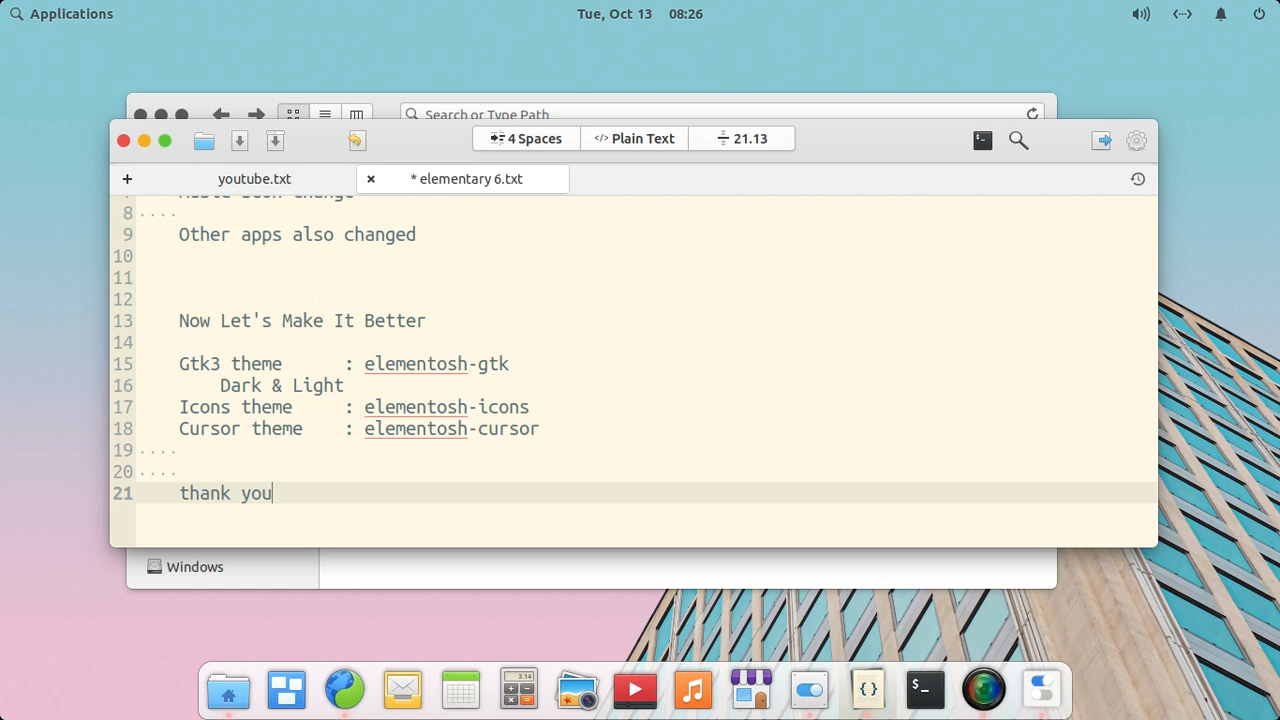 Applications
Tue, Oct 13 08:26
Search or Type Path
4 Spaces
</> Plain Text
21.13
+ youtube.txt
× * elementary 6.txt
8 ....
9 Other apps also changed
10
11
12
13 Now Let's Make It Better
14
15 Gtk3 theme : elementosh-gtk
16 Dark & Light
17 Icons theme : elementosh-icons
18 Cursor theme : elementosh-cursor
19 ....
20 ....
21 thank you
Windows
3.14
{}
$_